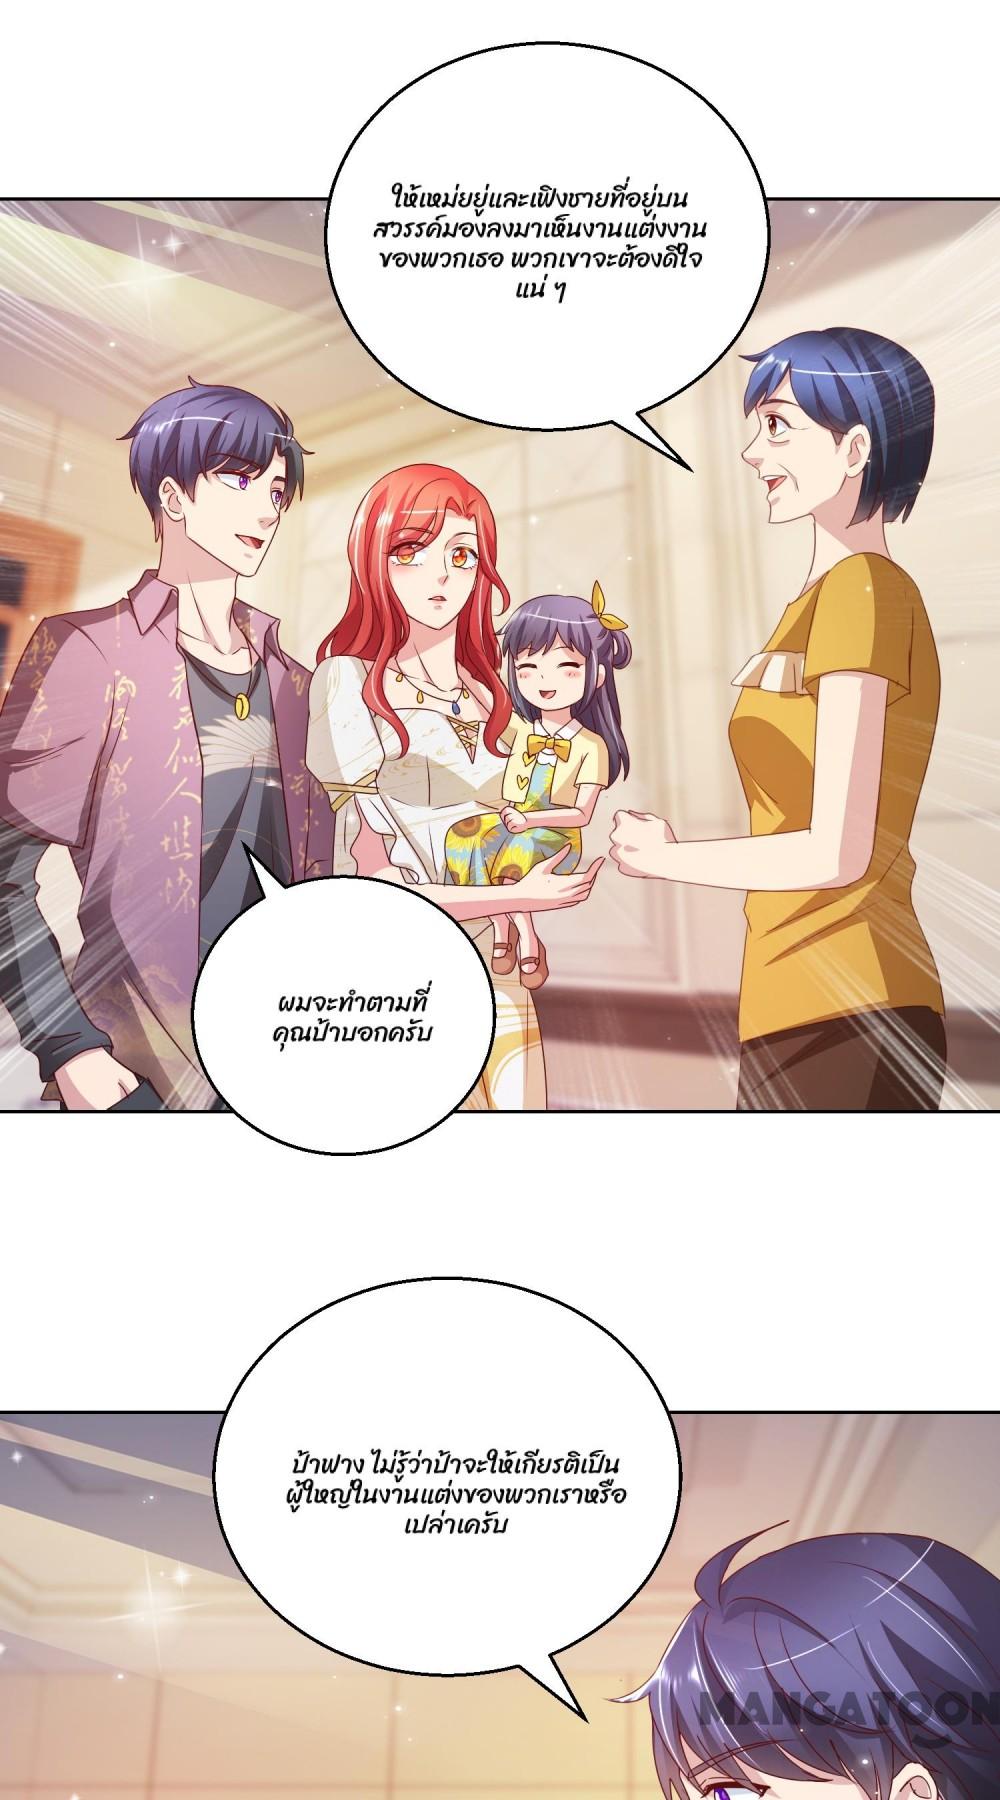 ให้เหม่ยยู่และเฟิงชายที่อยู่บน
สวรรค์มองลงมาเห็นงานแต่งงาน
ของพวกเธอ พวกเขาจะต้องดีใจ
แน่ ๆ
ผมจะทำตามที่
คุณป้าบอกครับ
ป้าฟาง ไม่รู้ว่าป้าจะให้เกียรติเป็น
ผู้ใหญ่ในงานแต่งของพวกเราหรือ
เปล่าครับ
MANGATOON